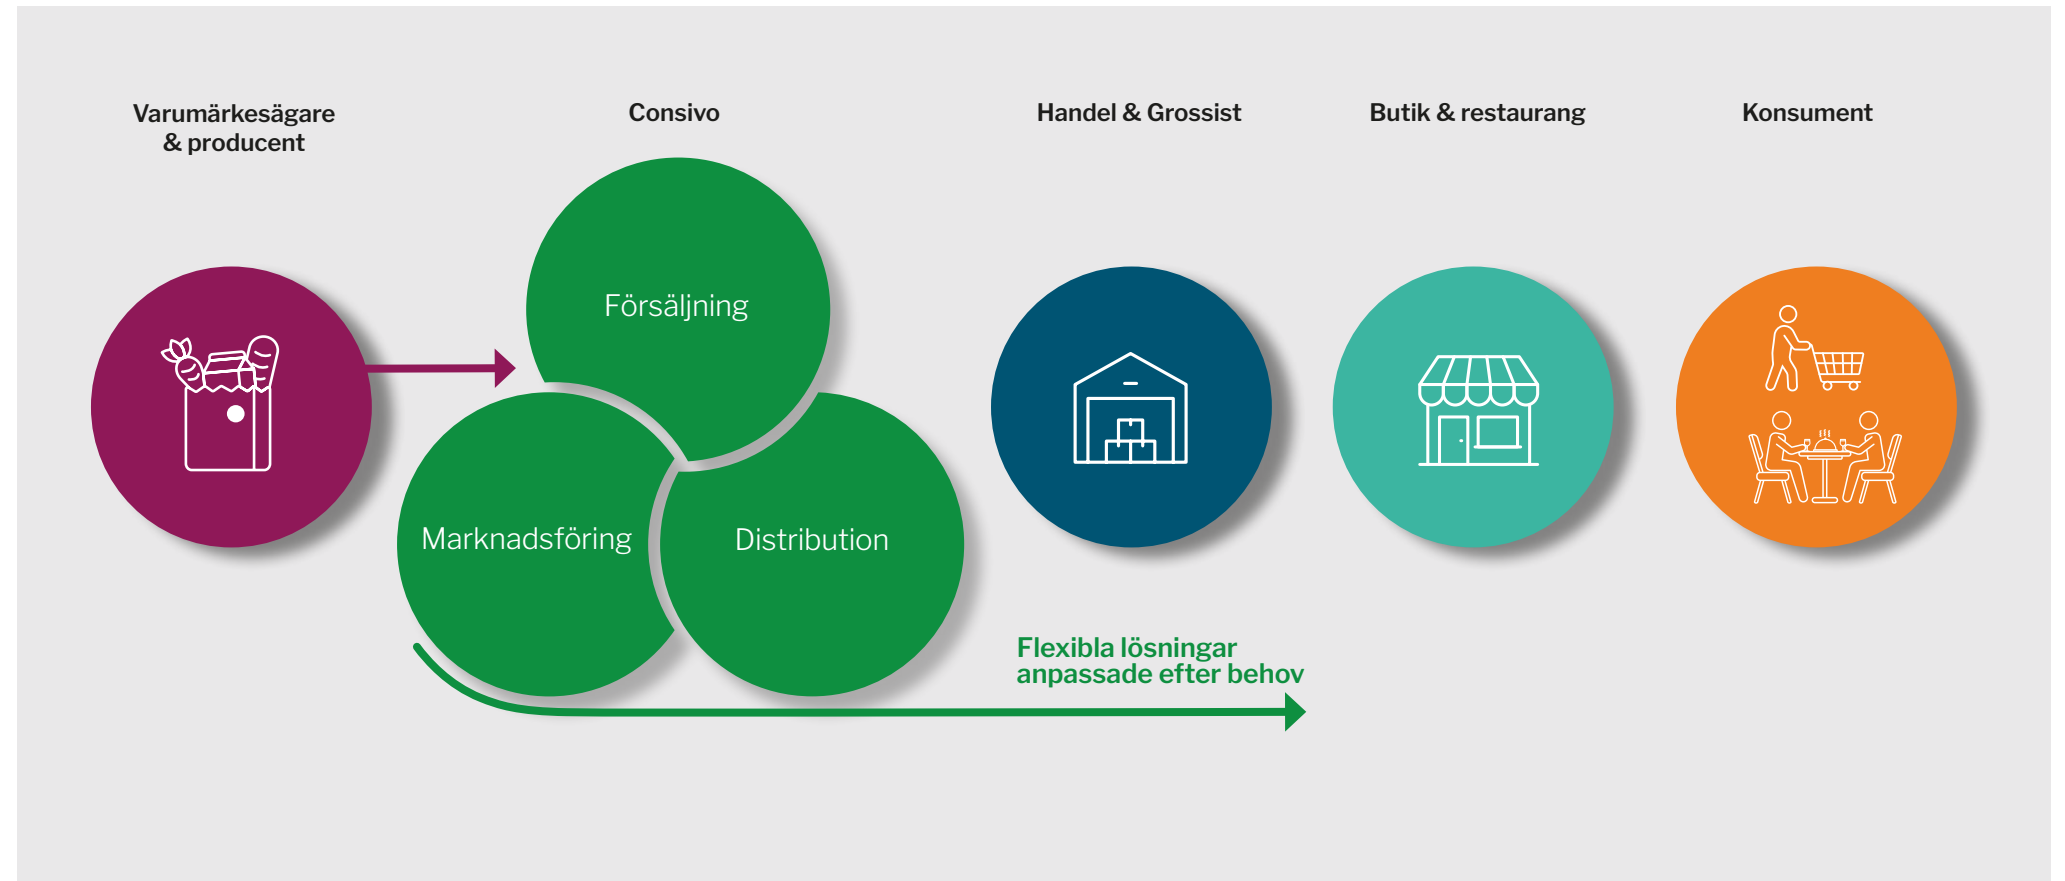 Varumärkesägare
& producent
Consivo
Handel & Grossist
Butik & restaurang
Konsument
Försäljning
Marknadsföring
Distribution
Flexibla lösningar
anpassade efter behov